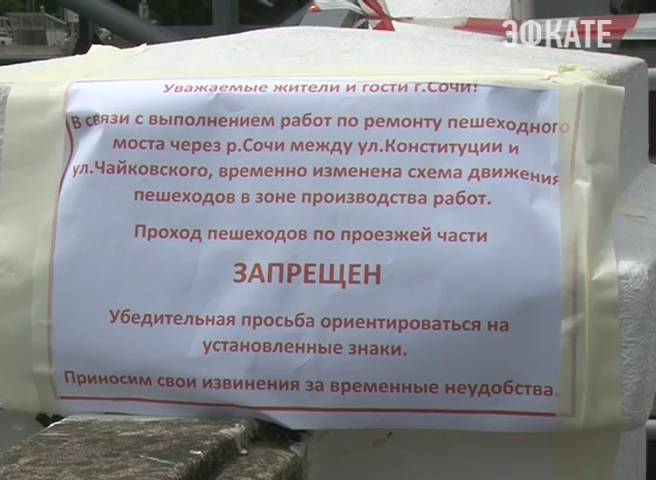 ЭФКАТЕ
Уважаемые жители и гости г.Сочи!
В связи с выполнением работ по ремонту пешеходного
моста через р.Сочи между ул.Конституции и
ул.Чайковского, временно изменена схема движения
пешеходов в зоне производства работ.
Проход пешеходов по проезжей части
ЗАПРЕЩЕН
Убедительная просьба ориентироваться на
установленные знаки.
Приносим свои извинения за временные неудобства.